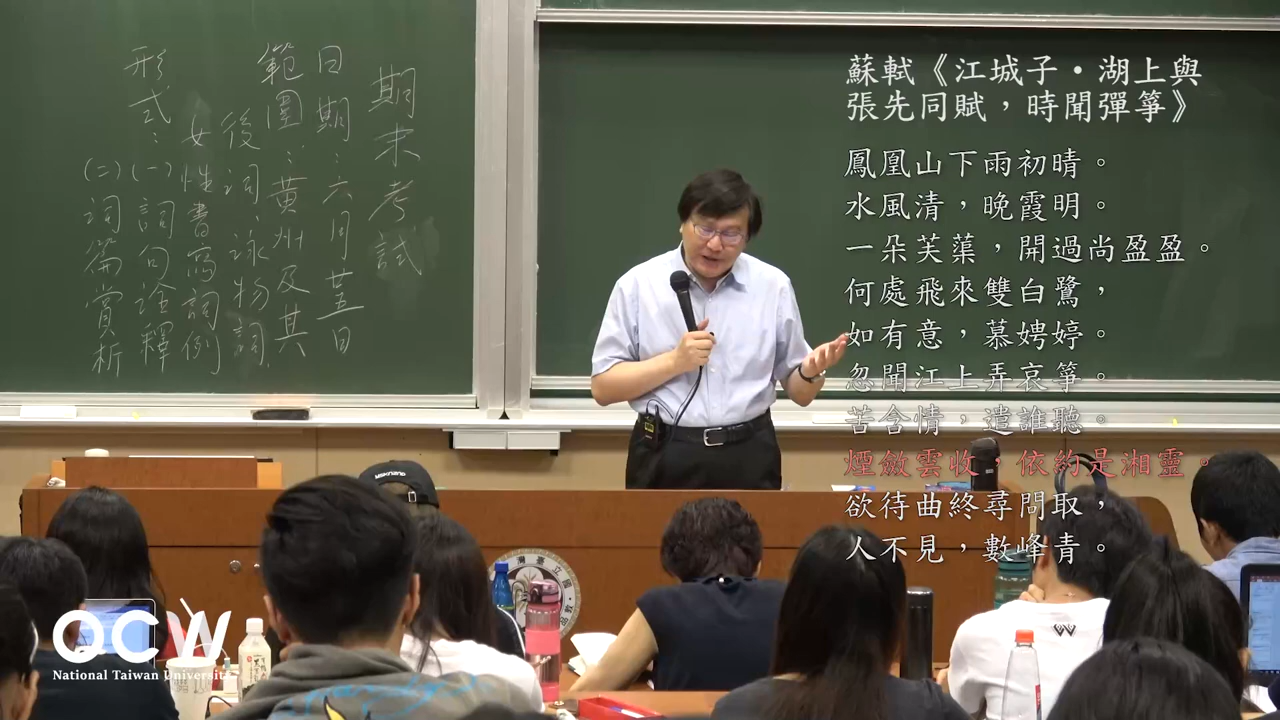 期末考試
日期：六月廿五日
範圍：黃州及其
後詞、詠物詞、
女性書寫詞例
形式：(一)詞句詮釋
(二)詞篇賞析
蘇軾《江城子·湖上與
張先同賦，時聞彈箏》
鳳凰山下雨初晴。
水風清，晚霞明。
一朵芙蕖，開過尚盈盈。
何處飛來雙白鷺，
如有意，慕娉婷。
忽聞江上弄哀箏。
苦含情，遣誰聽。
煙斂雲收，依約是湘靈。
欲待曲終尋問取，
人不見，數峰青。
OCW
National Taiwan University